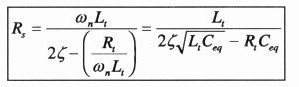 $$R_s = \frac{\omega_n L_t}{2\zeta - \left(\frac{R_t}{\omega_n L_t}\right)} = \frac{L_t}{2\zeta\sqrt{L_t C_{eq}} - R_t C_{eq}}$$